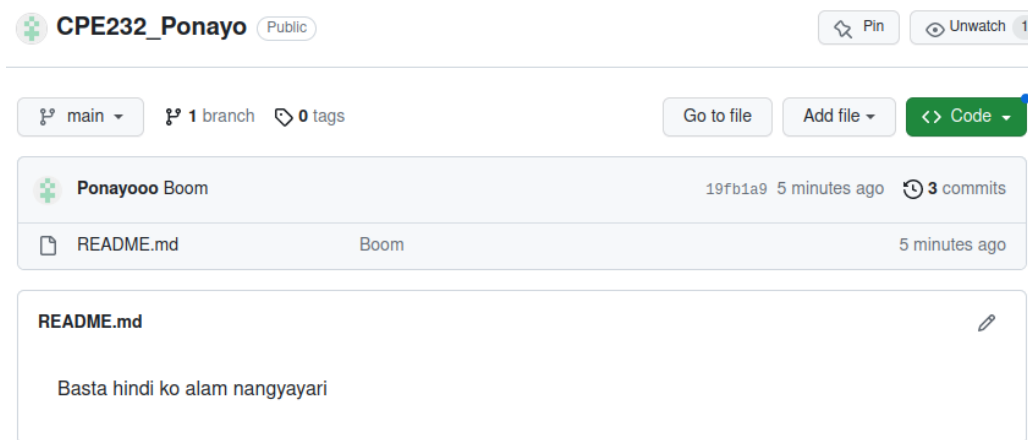 CPE232_Ponayo Public Pin Unwatch 1
main 1 branch 0 tags Go to file Add file <> Code
Ponayooo Boom 19fb1a9 5 minutes ago 3 commits
README.md Boom 5 minutes ago
README.md
Basta hindi ko alam nangyayari